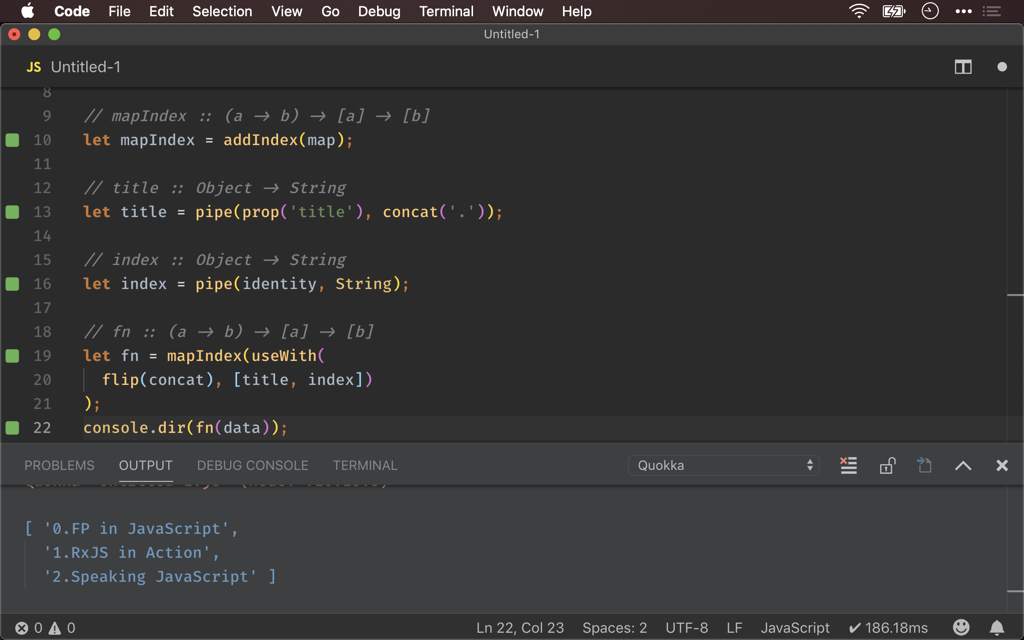 Code File Edit Selection View Go Debug Terminal Window Help
Untitled-1
JS Untitled-1
8
9 // mapIndex :: (a → b) → [a] → [b]
10 let mapIndex = addIndex(map);
11
12 // title :: Object → String
13 let title = pipe(prop('title'), concat('.'));
14
15 // index :: Object → String
16 let index = pipe(identity, String);
17
18 // fn :: (a → b) → [a] → [b]
19 let fn = mapIndex(useWith(
20 flip(concat), [title, index])
21 );
22 console.dir(fn(data));
PROBLEMS OUTPUT DEBUG CONSOLE TERMINAL Quokka
[ '0.FP in JavaScript',
'1.RxJS in Action',
'2.Speaking JavaScript' ]
0 0 Ln 22, Col 23 Spaces: 2 UTF-8 LF JavaScript ✔ 186.18ms